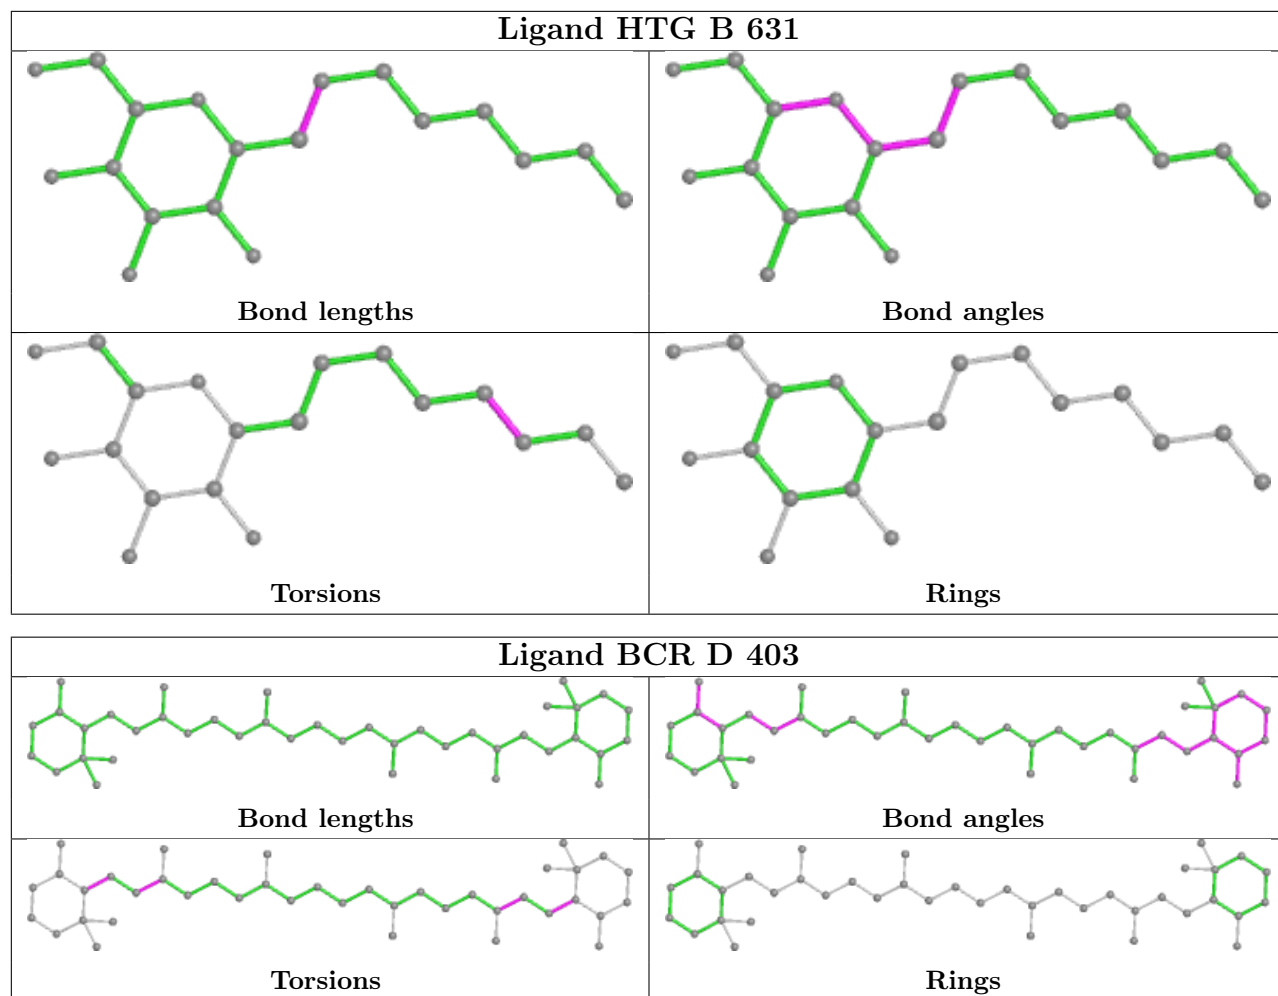 Ligand HTG B 631
Bond lengths
Bond angles
Torsions
Rings
Ligand BCR D 403
Bond lengths
Bond angles
Torsions
Rings